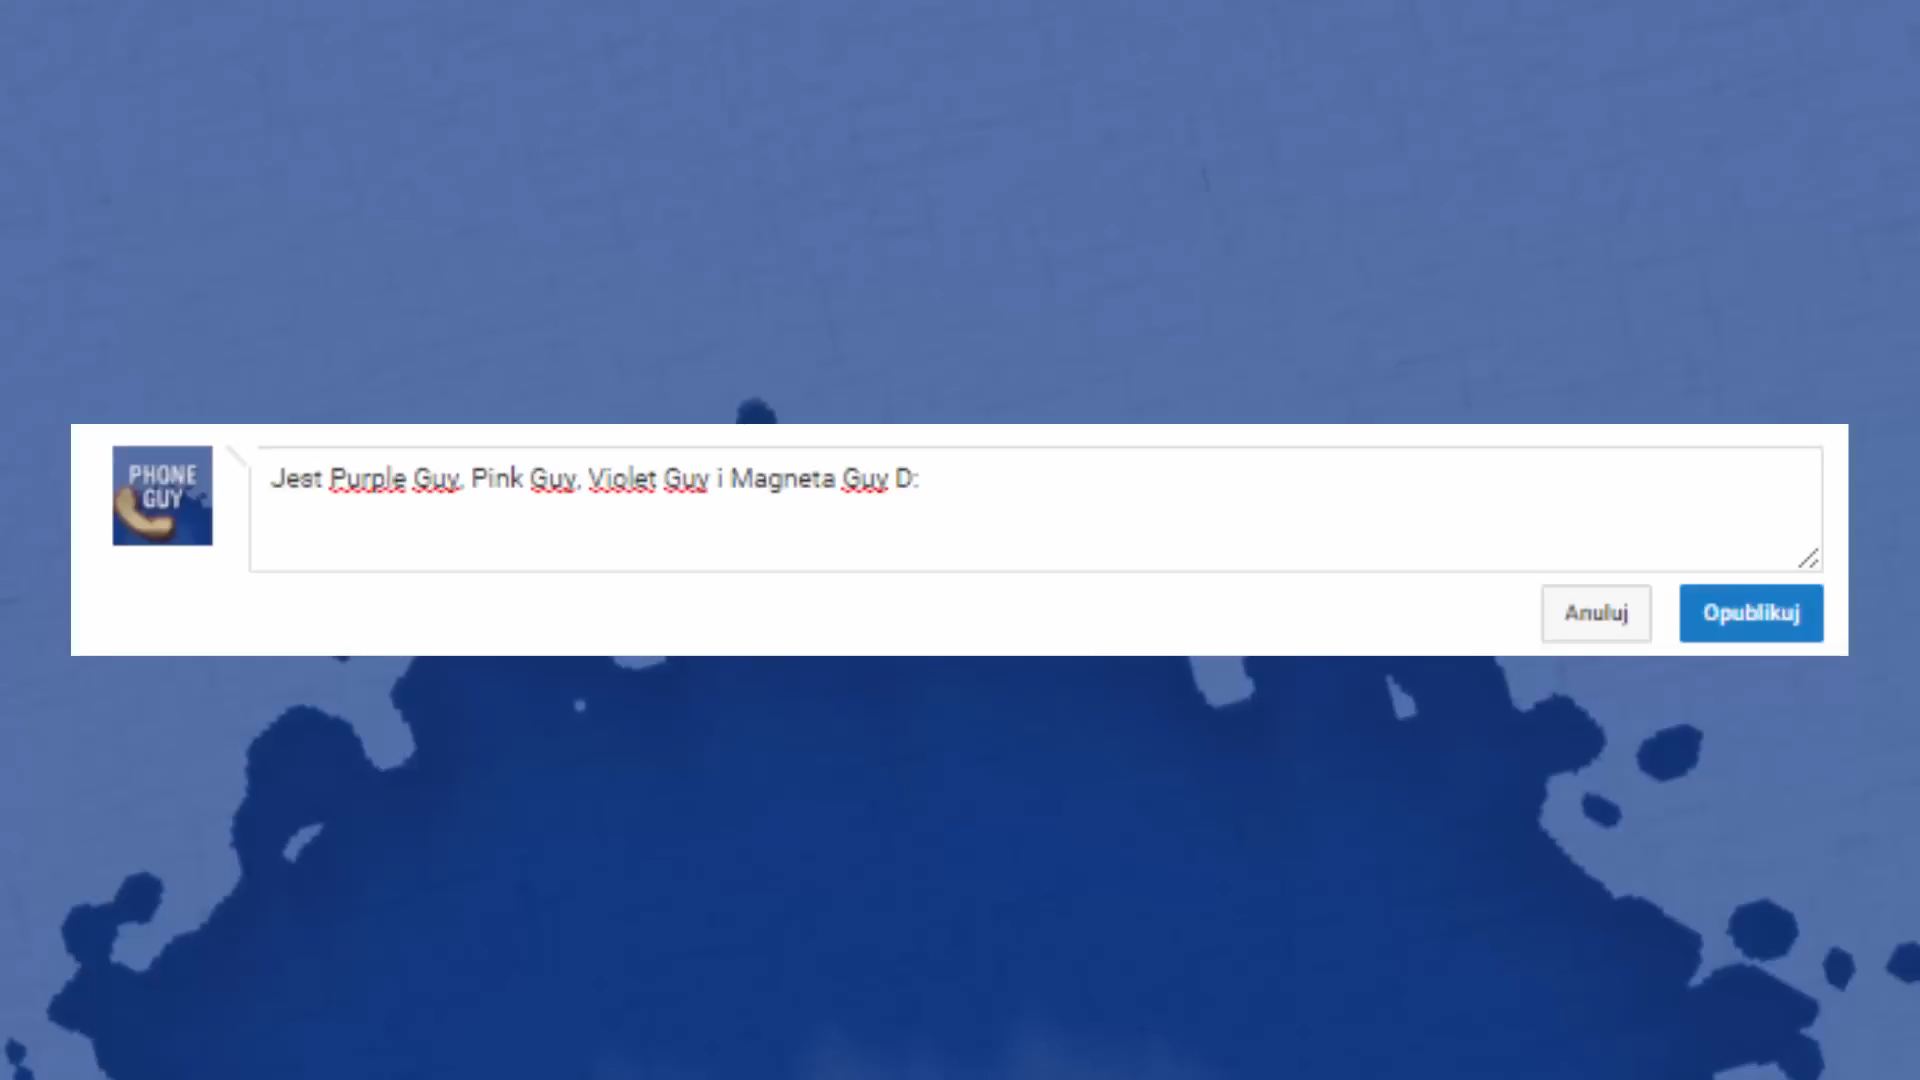 PHONE
GUY
Jest Purple Guy, Pink Guy, Violet Guy i Magneta Guy D:
Anuluj
Opublikuj